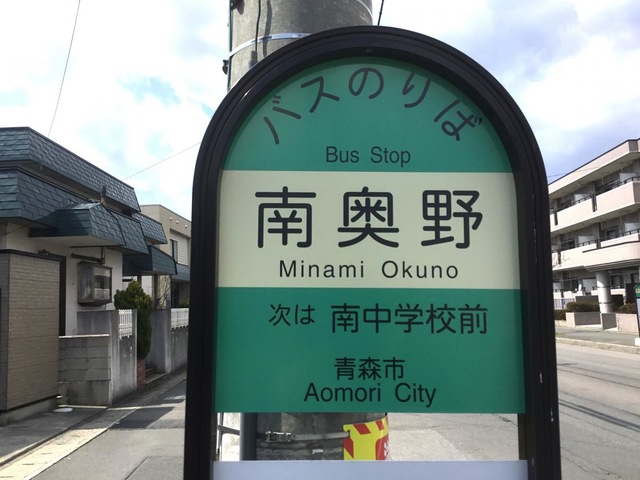 バスのりば
Bus Stop
南奥野
Minami Okuno
次は 南中学校前
青森市
Aomori City